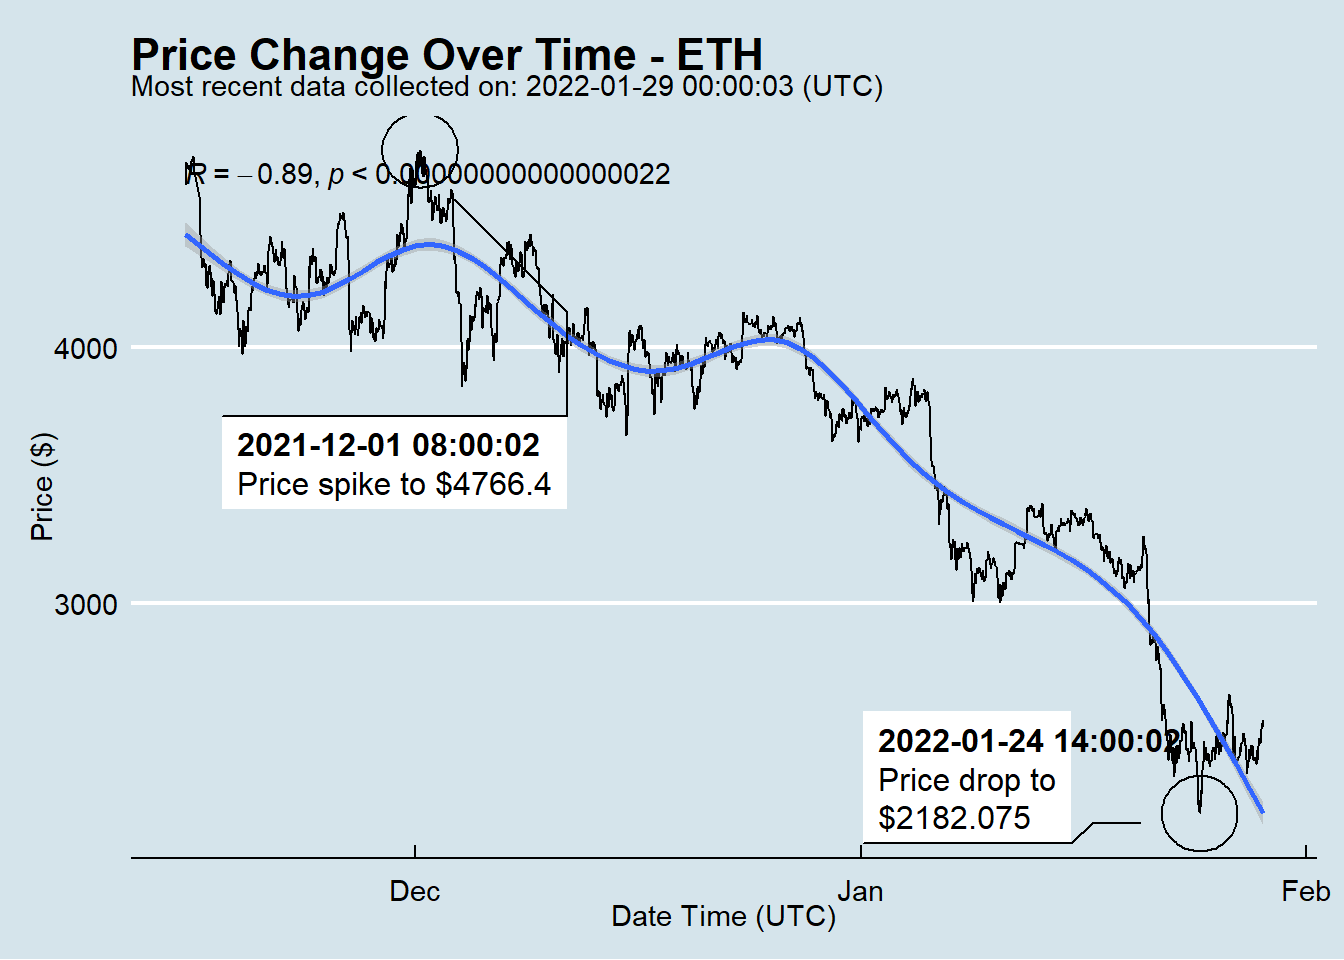 Price Change Over Time - ETH
Most recent data collected on: 2022-01-29 00:00:03 (UTC)
R = −0.89, p < 0.00000000000000022
4000
2021-12-01 08:00:02
Price spike to $4766.4
Price ($)
3000
2022-01-24 14:00:02
Price drop to
$2182.075
Dec
Jan
Feb
Date Time (UTC)